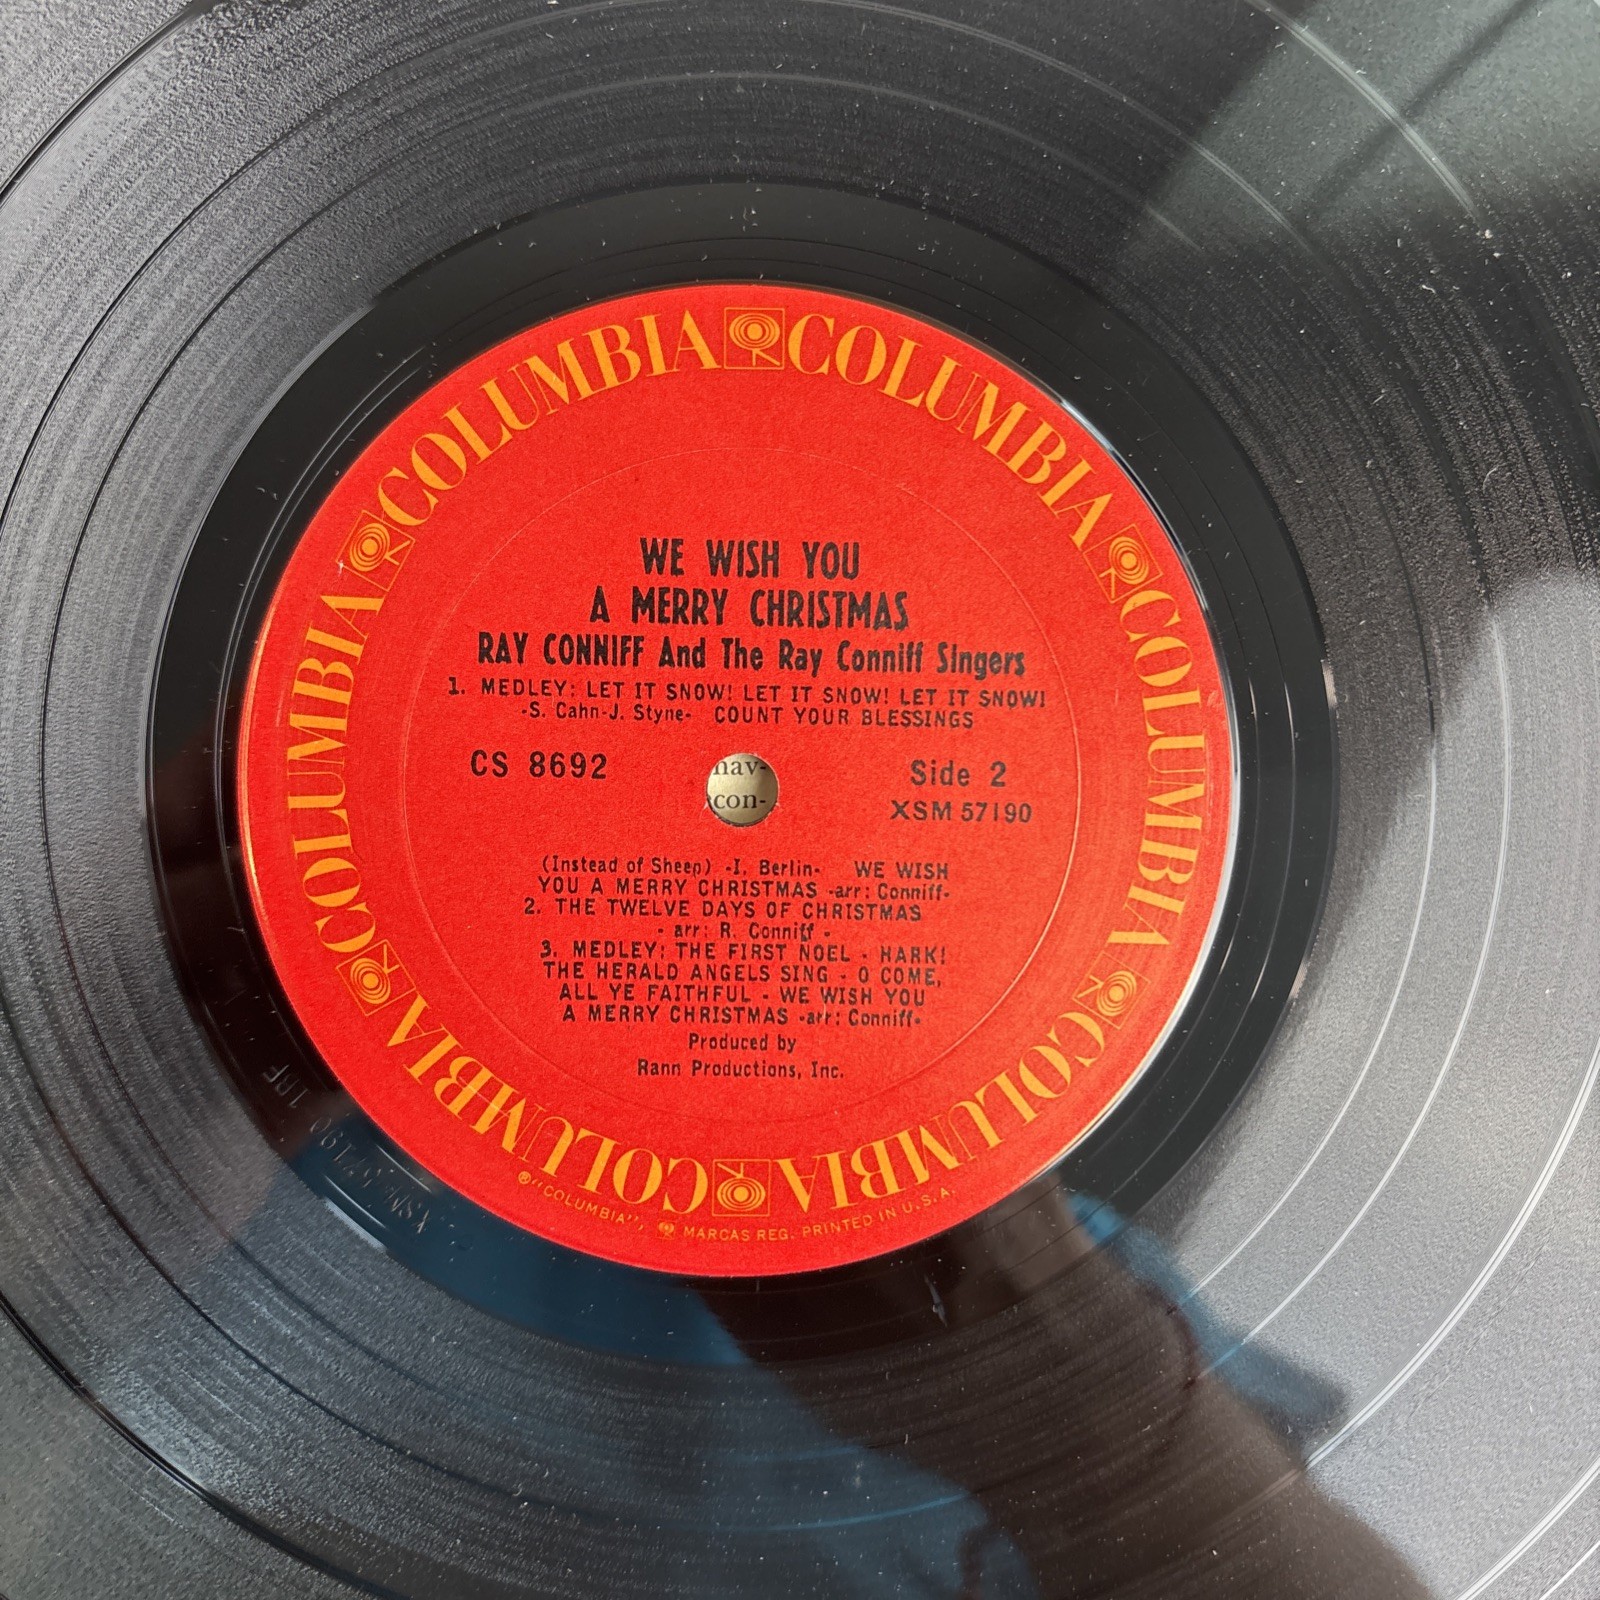 COLUMBIA COLUMBIA COLUMBIA COLUMBIA COLUMBIA COLUMBIA
WE WISH YOU
A MERRY CHRISTMAS
RAY CONNIFF And The Ray Conniff Singers
1. MEDLEY: LET IT SNOW! LET IT SNOW! LET IT SNOW!
-S. Cahn-J. Styne- COUNT YOUR BLESSINGS
CS 8692
nav-
con-
Side 2
XSM 57190
(Instead of Sheep) -I. Berlin- WE WISH
YOU A MERRY CHRISTMAS -arr: Conniff-
2. THE TWELVE DAYS OF CHRISTMAS
- arr: R. Conniff -
3. MEDLEY: THE FIRST NOEL - HARK!
THE HERALD ANGELS SING - O COME,
ALL YE FAITHFUL - WE WISH YOU
A MERRY CHRISTMAS -arr: Conniff-
Produced by
Rann Productions, Inc.
®"COLUMBIA", MARCAS REG. PRINTED IN U.S.A.
1RF